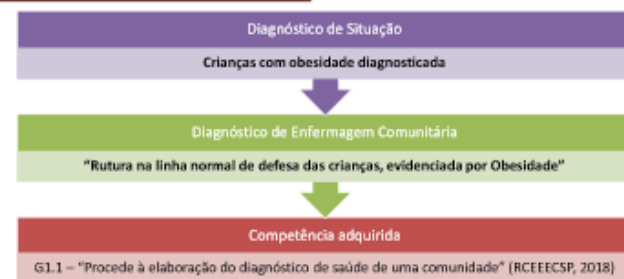 Diagnóstico de Situação
Crianças com obesidade diagnosticada
Diagnóstico de Enfermagem Comunitária
"Rutura na linha normal de defesa das crianças, evidenciada por Obesidade"
Competência adquirida
G1.1 – "Procede à elaboração do diagnóstico de saúde de uma comunidade" (RCEEECSP, 2018)